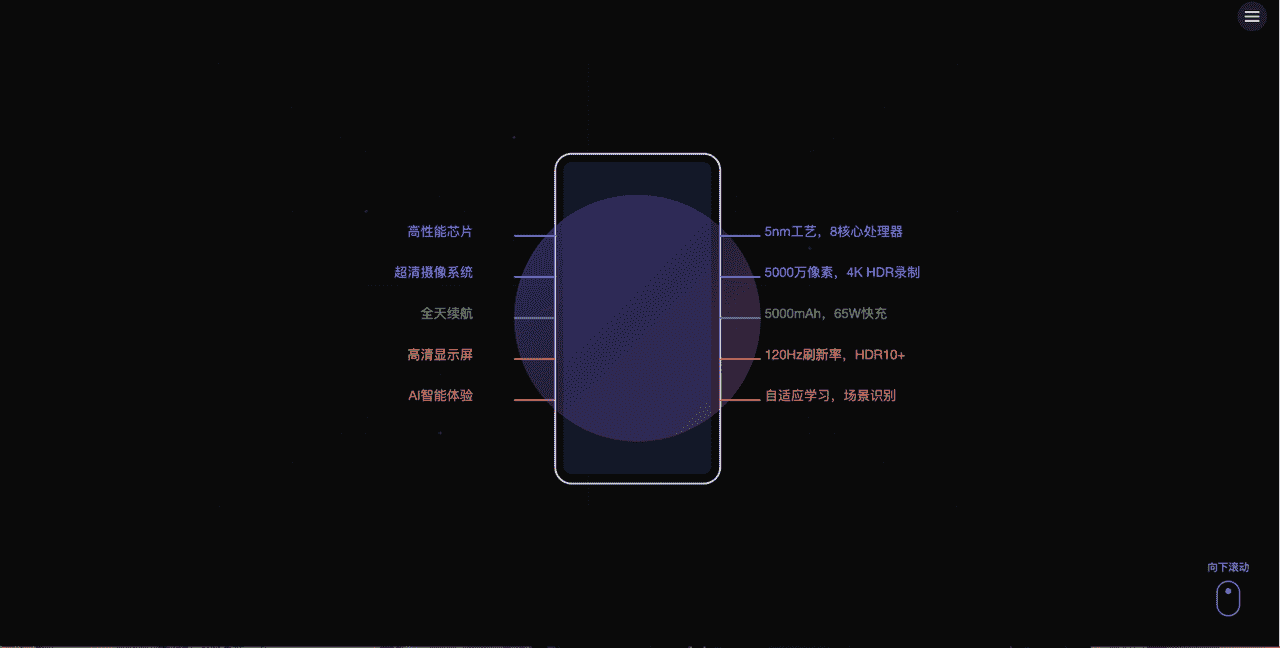 高性能芯片
5nm工艺，8核心处理器
超清摄像系统
5000万像素，4K HDR录制
全天续航
5000mAh，65W快充
高清显示屏
120Hz刷新率，HDR10+
AI智能体验
自适应学习，场景识别
向下滚动